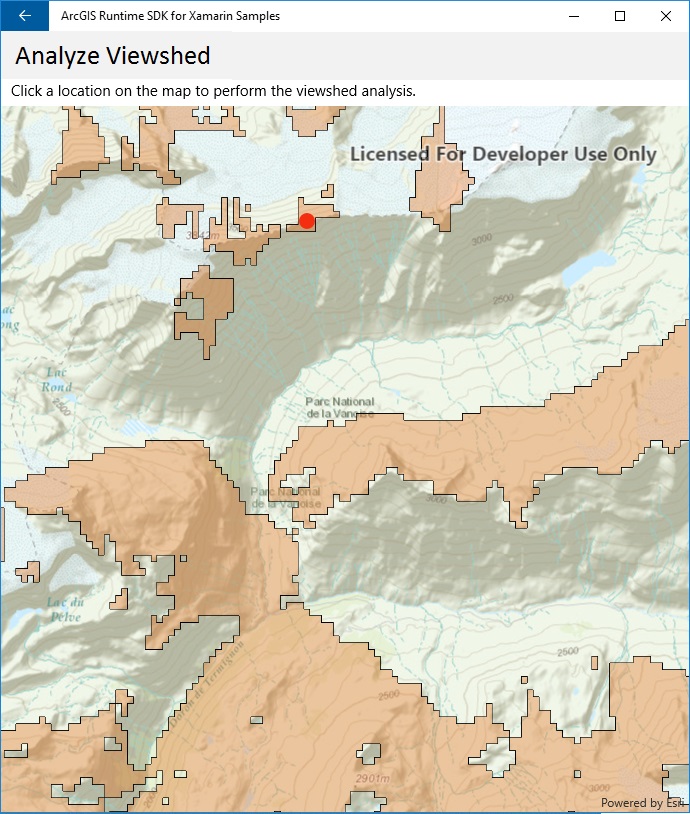 ArcGIS Runtime SDK for Xamarin Samples
Analyze Viewshed
Click a location on the map to perform the viewshed analysis.
Licensed For Developer Use Only
3000
2500
Lac
Rond
2500
Parc National
de la Vanoise
Parc National
de la Vanoise
3000
Lac du
Pelve
2500
2500
2901m
Powered by Esri